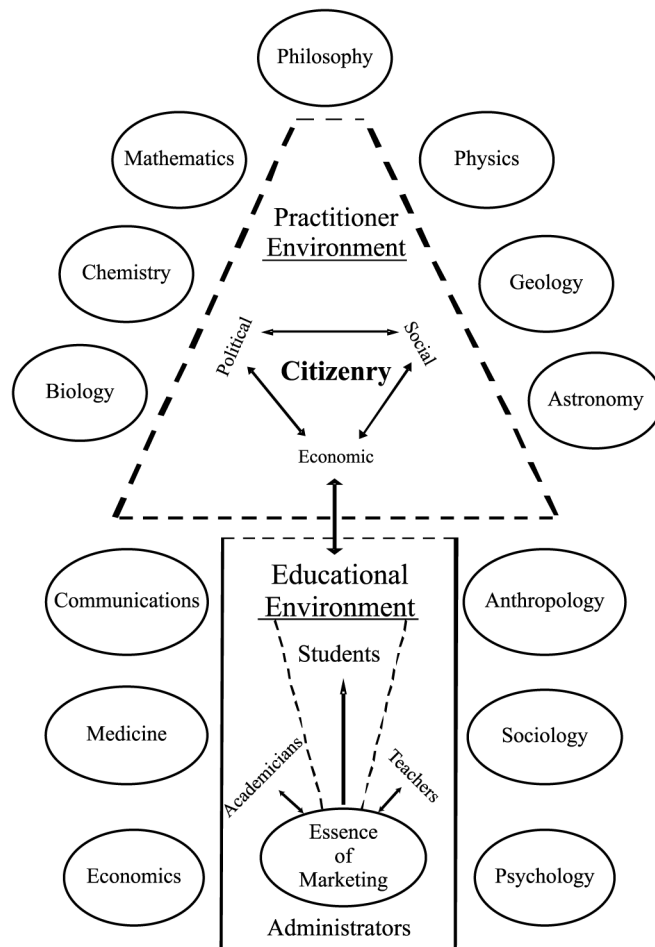 Philosophy
Mathematics
Physics
Practitioner
Environment
Chemistry
Geology
Political
Social
Citizenry
Biology
Astronomy
Economic
Educational
Environment
Communications
Anthropology
Students
Medicine
Sociology
Academicians
Teachers
Essence
of
Marketing
Economics
Psychology
Administrators